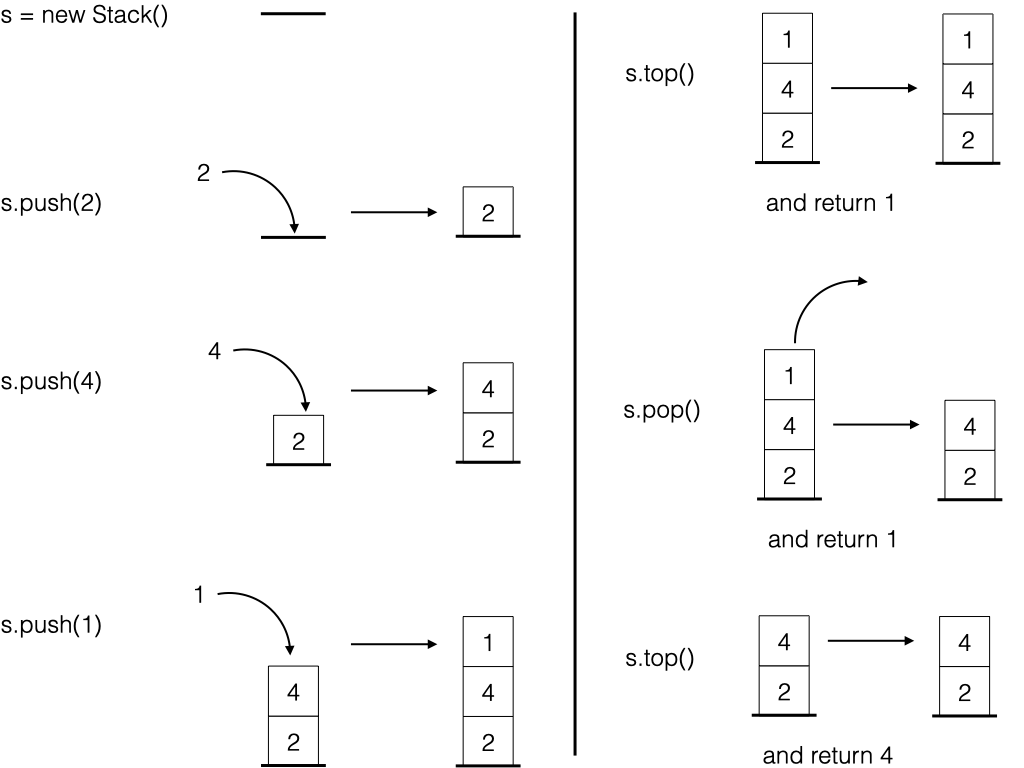 s = new Stack()
s.push(2)
2
2
s.push(4)
4
2
4
2
s.push(1)
1
4
2
1
4
2
s.top()
1
4
2
1
4
2
and return 1
s.pop()
1
4
2
4
2
and return 1
s.top()
4
2
4
2
and return 4